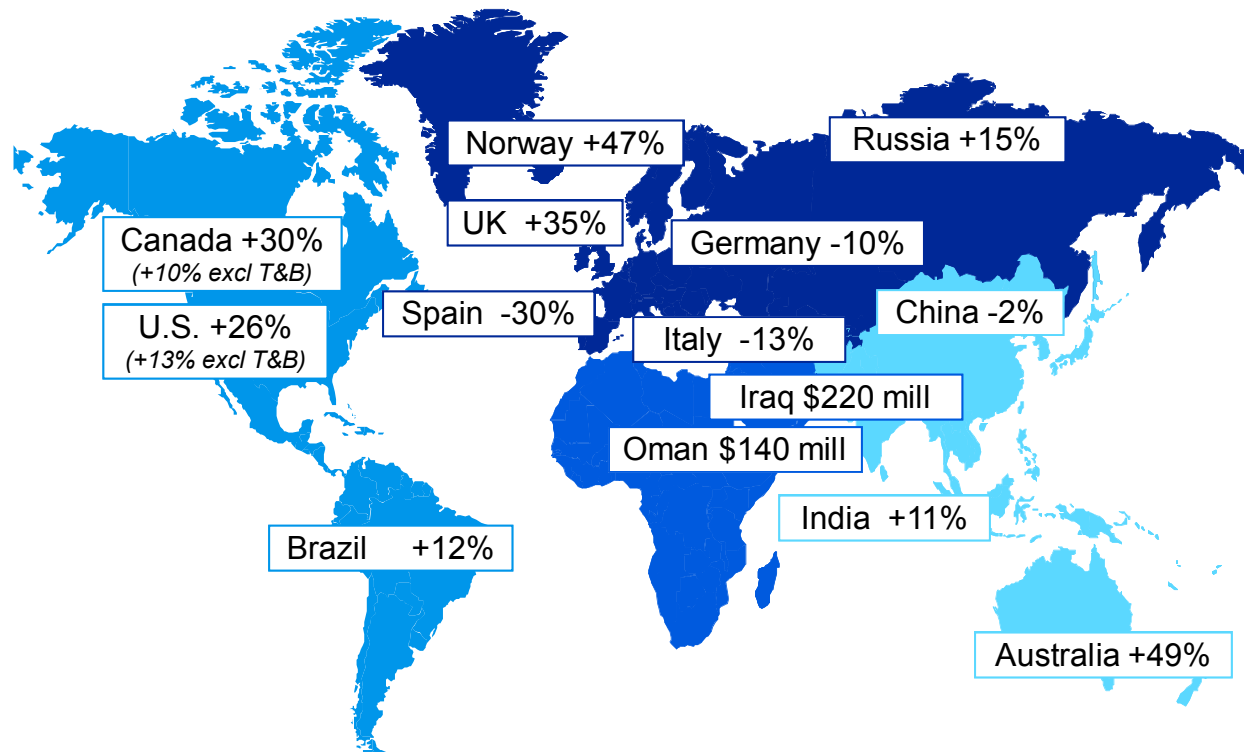 Norway +47%
Russia +15%
UK +35%
Germany -10%
Canada +30%
(+10% excl T&B)
Spain -30%
China -2%
U.S. +26%
(+13% excl T&B)
Italy -13%
Iraq $220 mill
Oman $140 mill
India +11%
Brazil +12%
Australia +49%